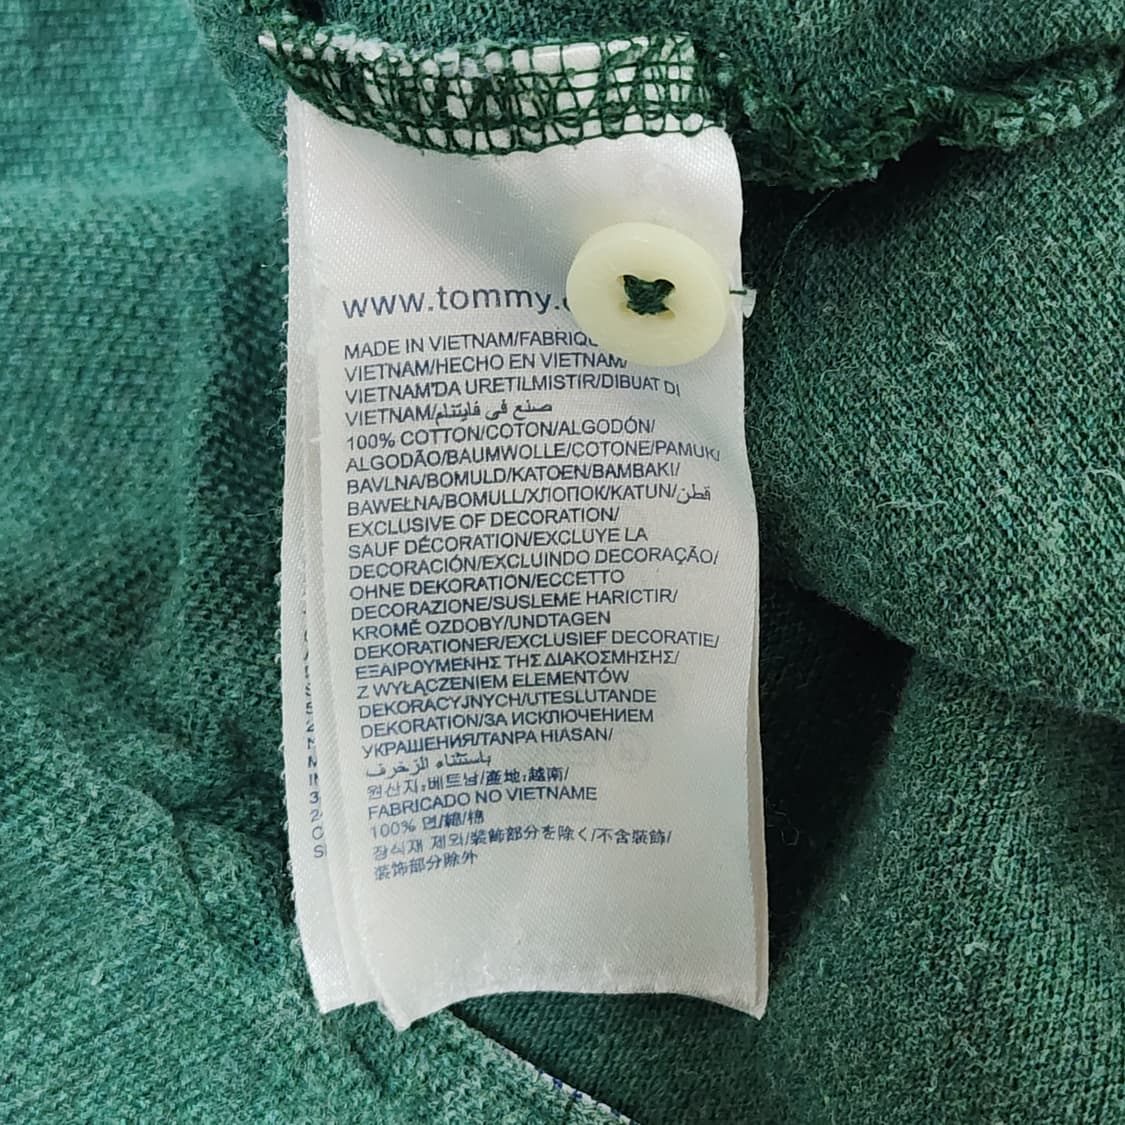 www.tommy.
MADE IN VIETNAM/FABRIQU
VIETNAM/HECHO EN VIETNAM/
VIETNAM'DA URETILMISTIR/DIBUAT DI
VIETNAM/صنع في فايتنام
100% COTTON/COTON/ALGODÓN/
ALGODÃO/BAUMWOLLE/COTONE/PAMUK/
BAVLNA/BOMULD/KATOEN/BAMBAKI/
BAWEŁNA/BOMULL/ХЛОПОК/KATUN/قطن
EXCLUSIVE OF DECORATION/
SAUF DÉCORATION/EXCLUYE LA
DECORACIÓN/EXCLUINDO DECORAÇÃO/
OHNE DEKORATION/ECCETTO
DECORAZIONE/SUSLEME HARICTIR/
KROMĚ OZDOBY/UNDTAGEN
DEKORATIONER/EXCLUSIEF DECORATIE/
ΕΞΑΙΡΟΥΜΕΝΗΣ ΤΗΣ ΔΙΑΚΟΣΜΗΣΗΣ/
Z WYŁĄCZENIEM ELEMENTÓW
DEKORACYJNYCH/UTESLUTANDE
DEKORATION/ЗА ИСКЛЮЧЕНИЕМ
УКРАШЕНИЯ/TANPA HIASAN/
باستثناء الزخرف
원산지:베트남/產地:越南/
FABRICADO NO VIETNAME
100% 면/綿/棉
장식재 제외/装飾部分を除く/不含裝飾/
装饰部分除外